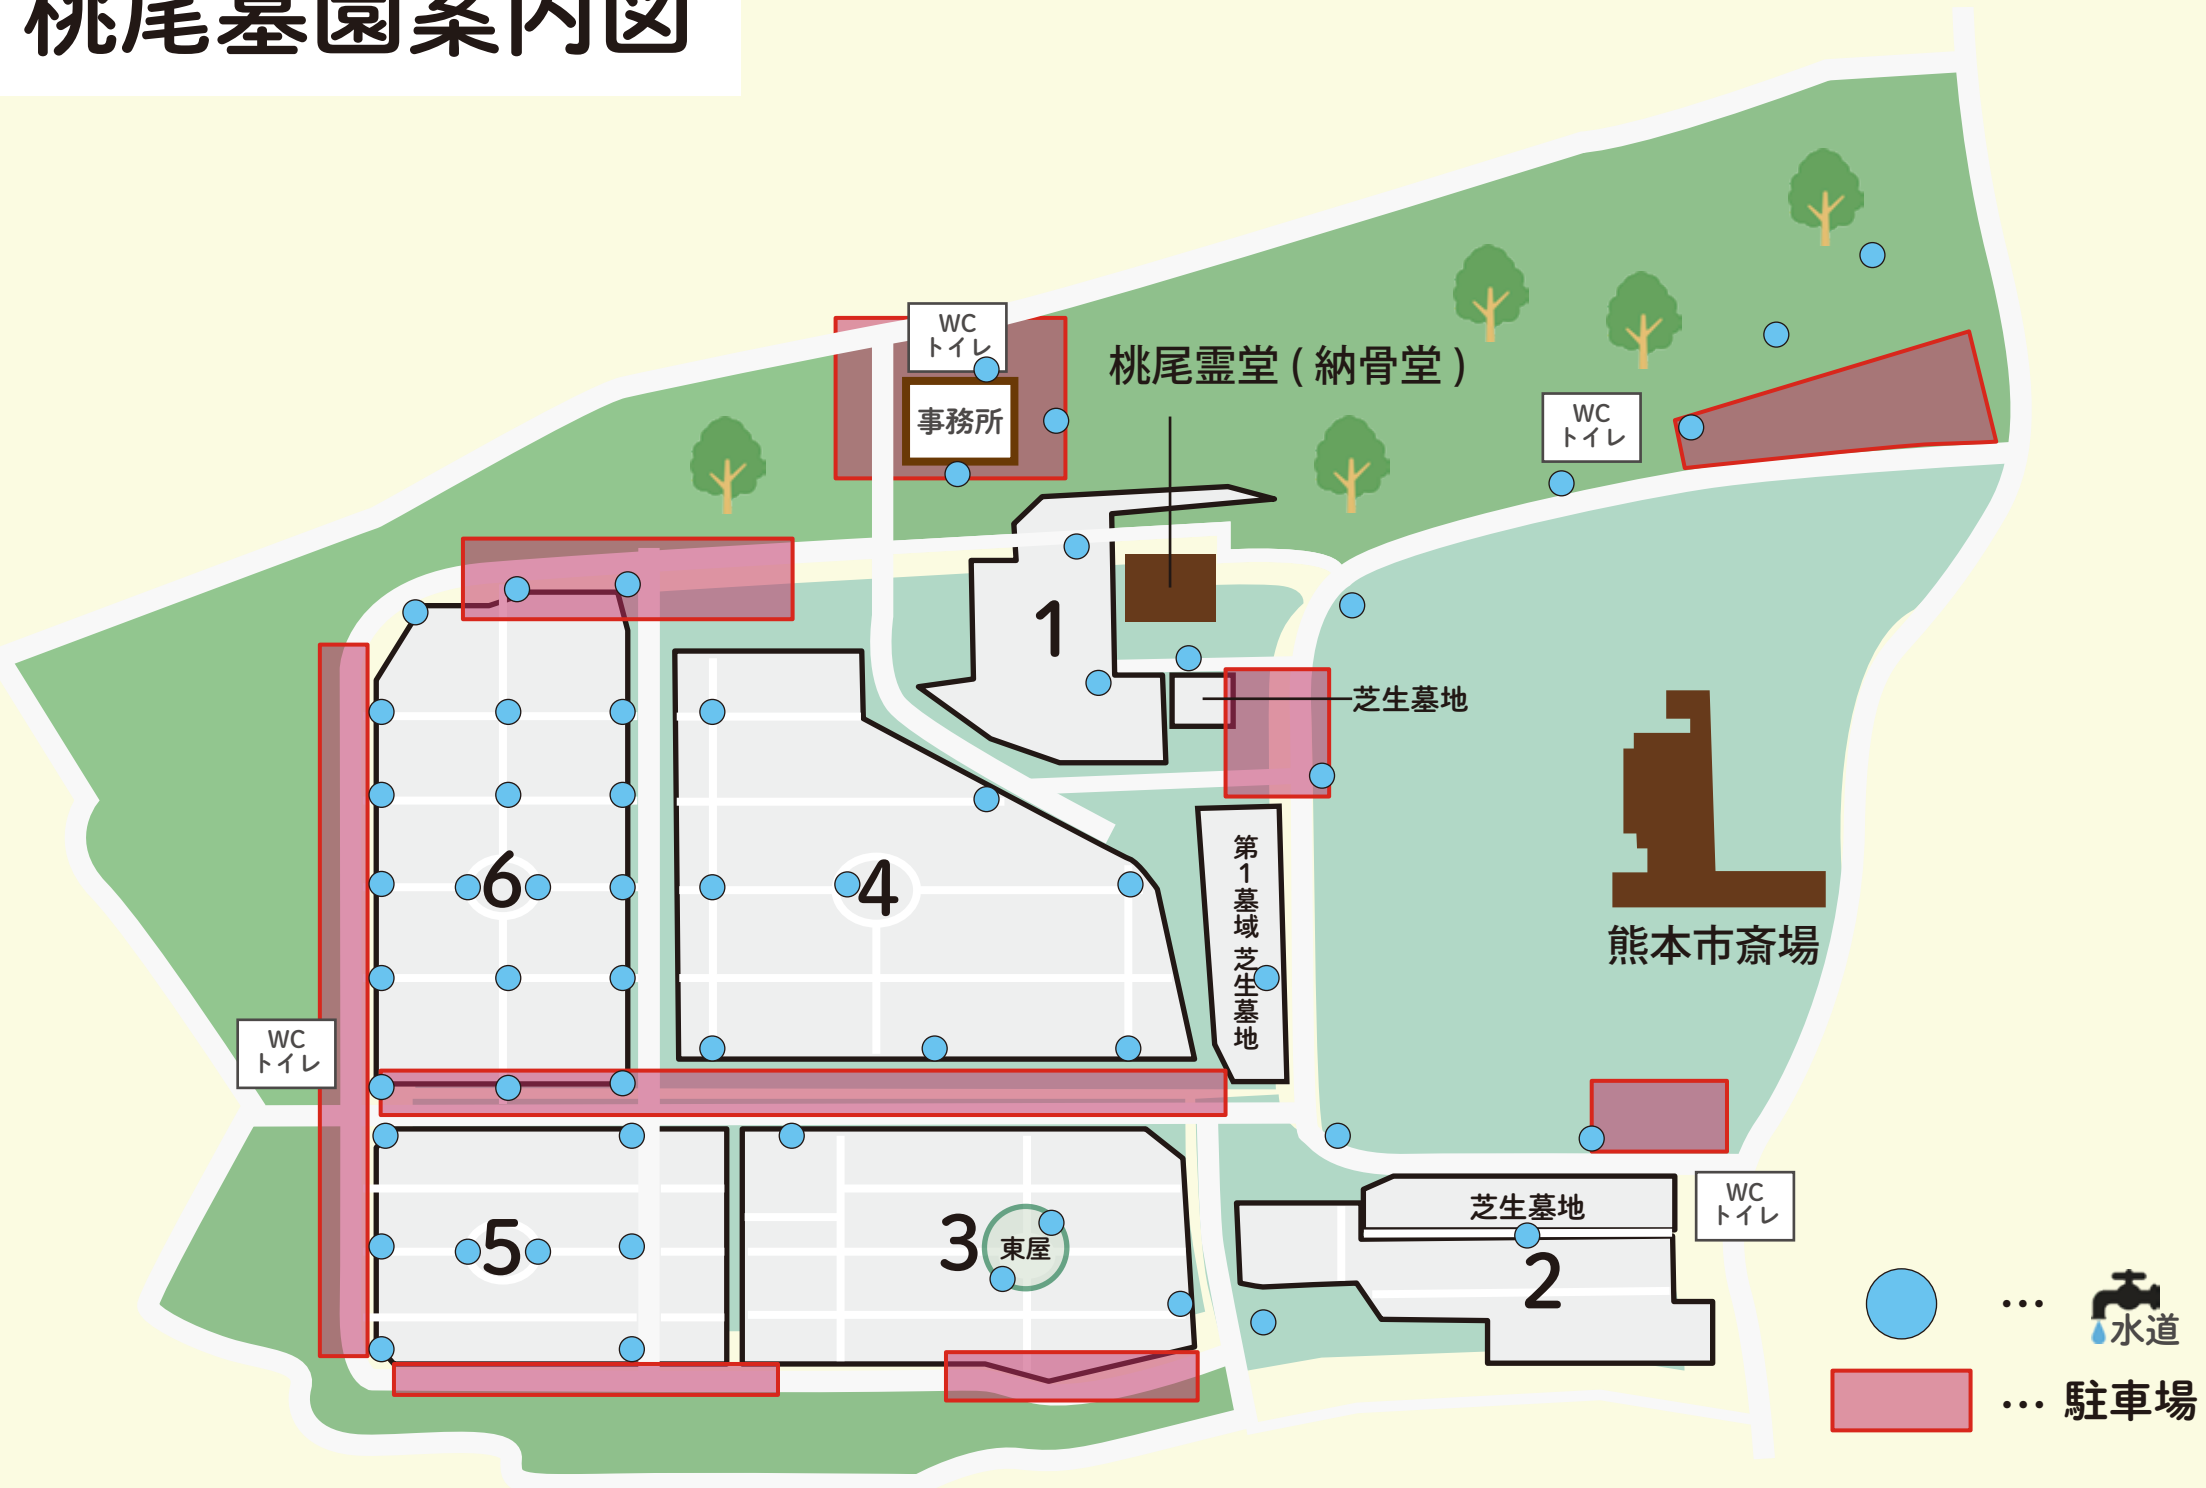 桃尾墓園案内図
WC
トイレ
事務所
桃尾霊堂(納骨堂)
WC
トイレ
1
芝生墓地
6
4
第1墓域 芝生墓地
熊本市斎場
WC
トイレ
5
3
東屋
芝生墓地
2
WC
トイレ
… 水道
… 駐車場